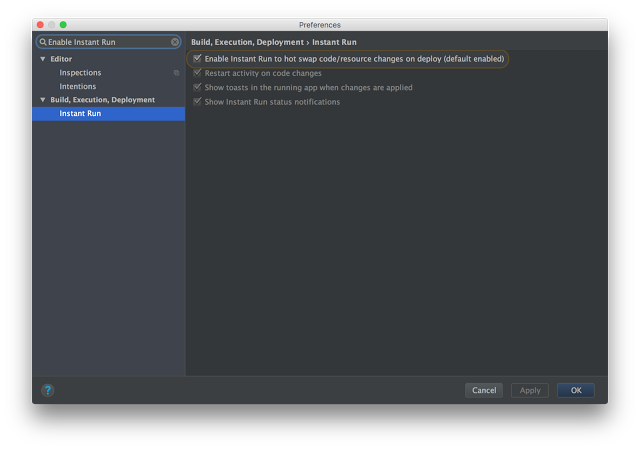 Preferences
Enable Instant Run
Build, Execution, Deployment › Instant Run
Editor
Enable Instant Run to hot swap code/resource changes on deploy (default enabled)
Inspections
Restart activity on code changes
Intentions
Show toasts in the running app when changes are applied
Build, Execution, Deployment
Show Instant Run status notifications
Instant Run
?
Cancel
Apply
OK